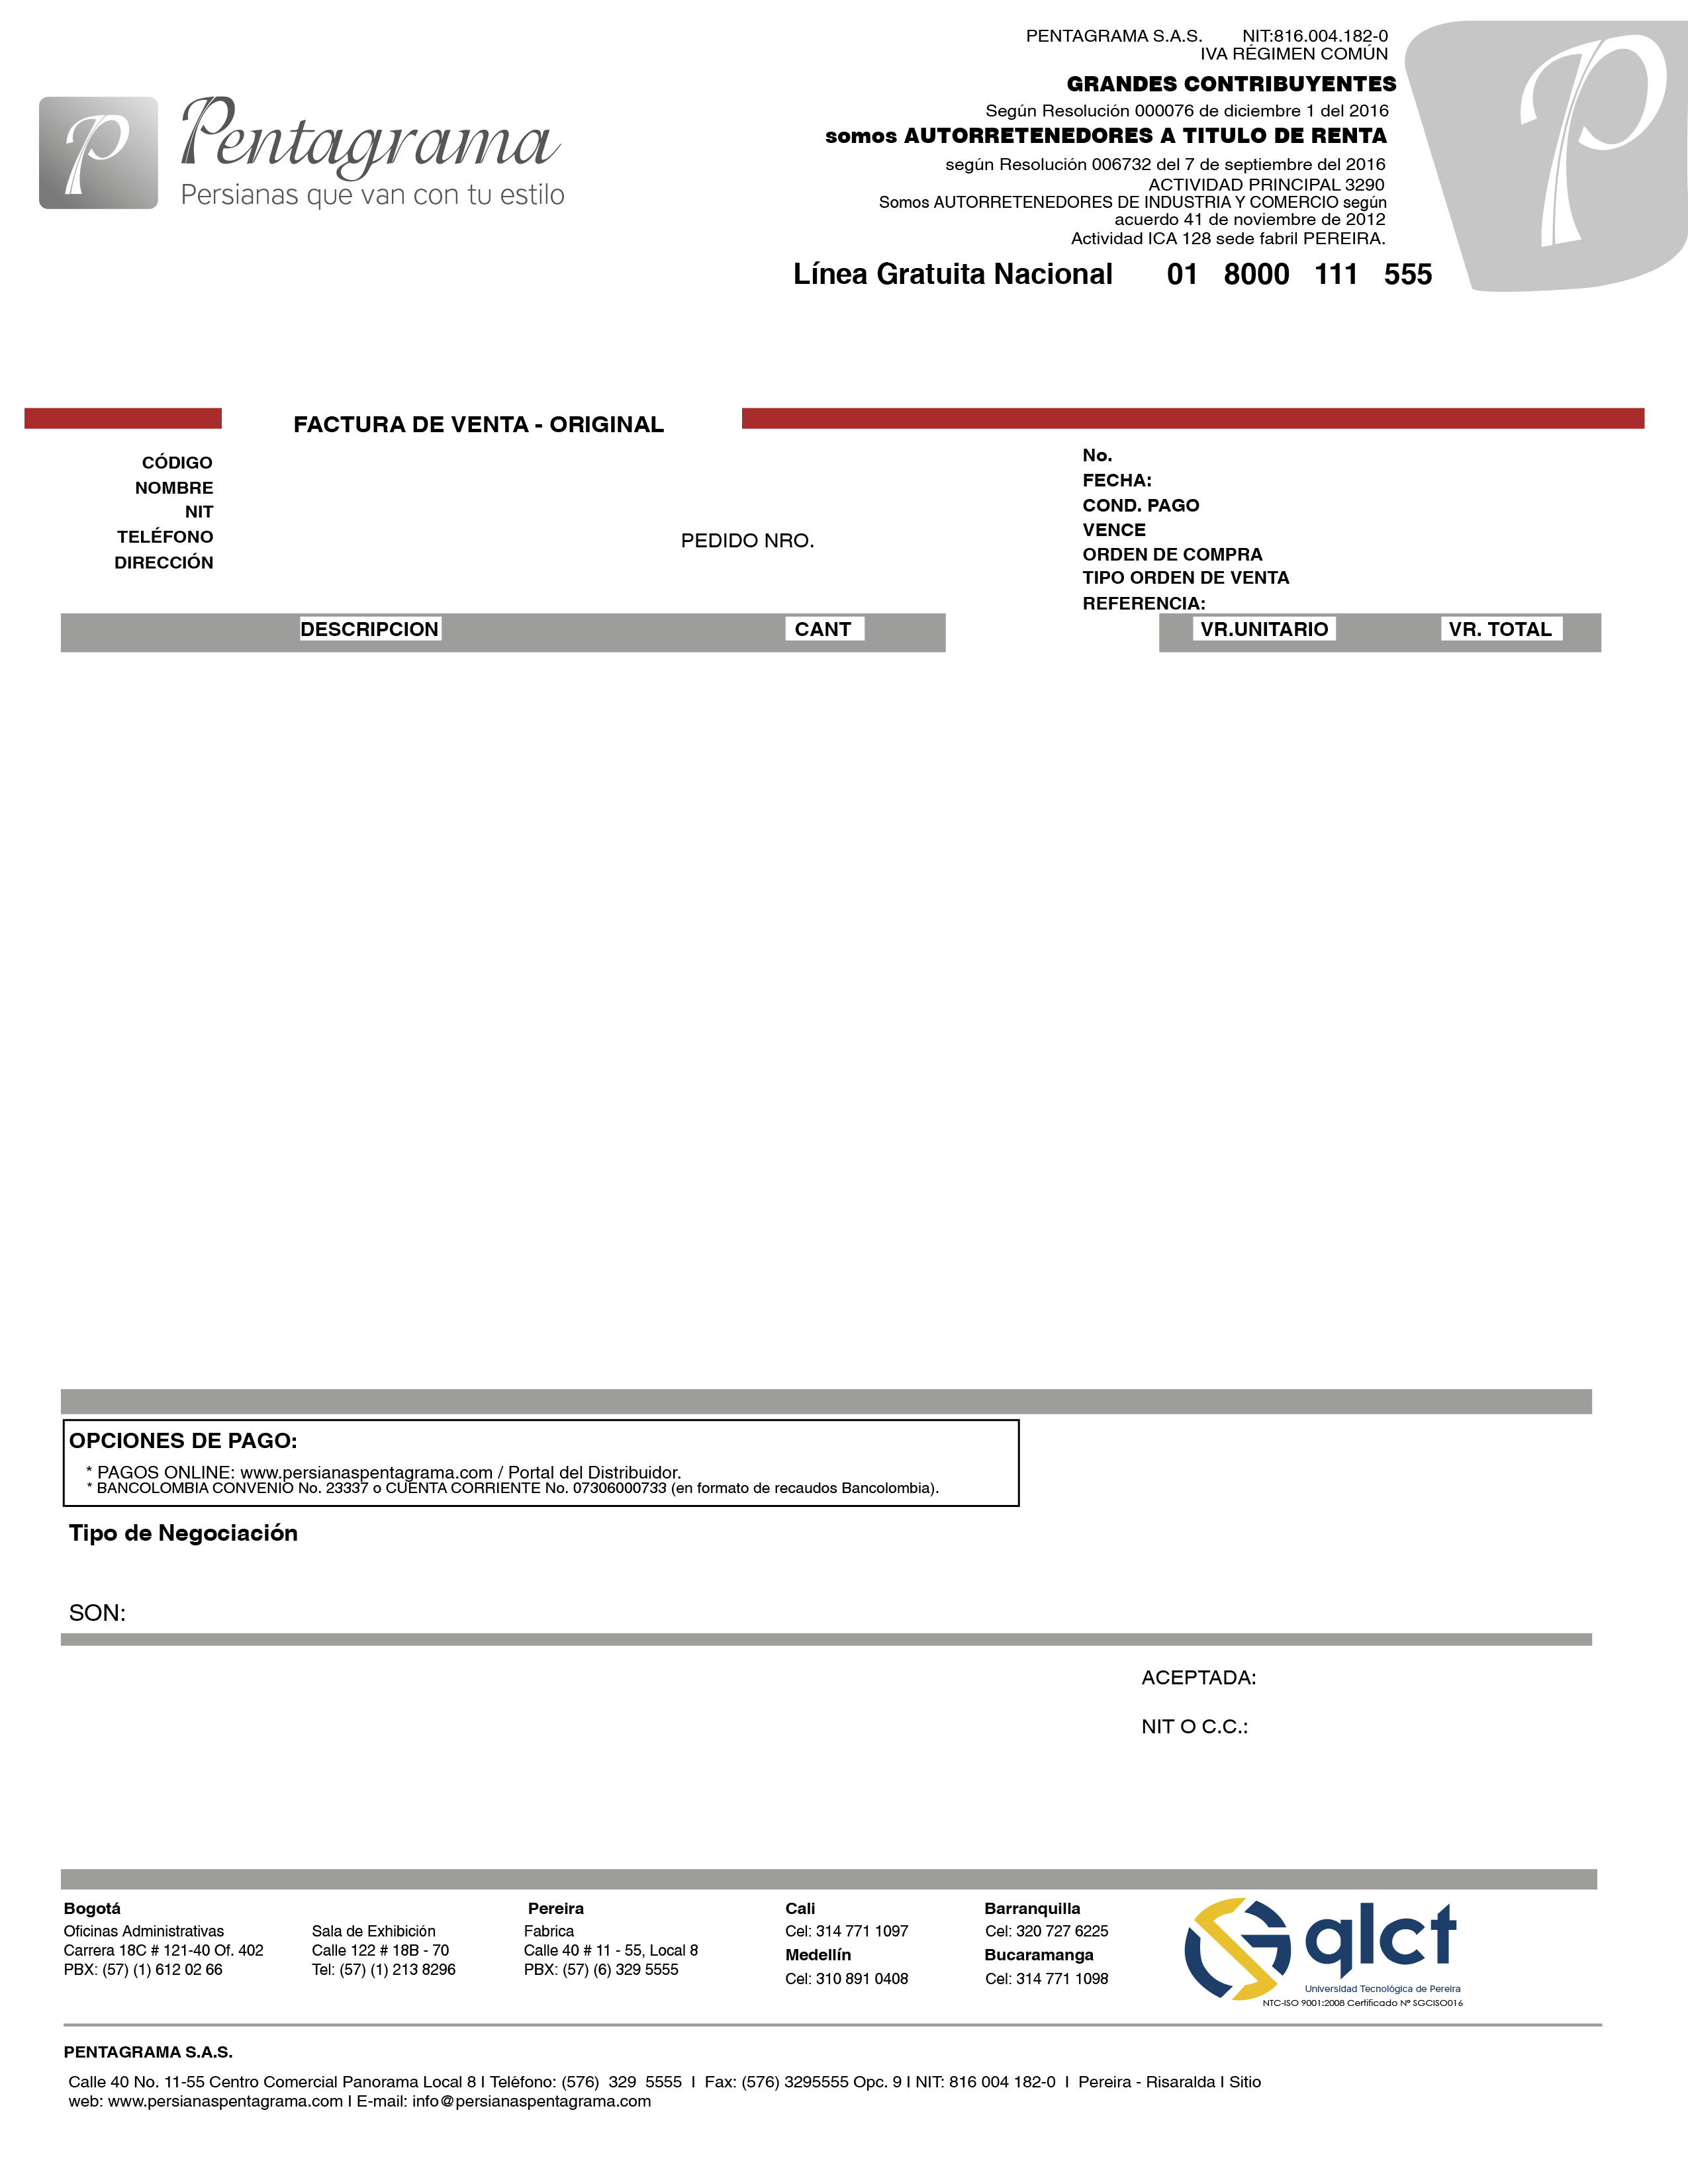 Pentagrama
Persianas que van con tu estilo
PENTAGRAMA S.A.S. NIT:816.004.182-0
IVA RÉGIMEN COMÚN
GRANDES CONTRIBUYENTES
Según Resolución 000076 de diciembre 1 del 2016
somos AUTORRETENEDORES A TITULO DE RENTA
según Resolución 006732 del 7 de septiembre del 2016
ACTIVIDAD PRINCIPAL 3290
Somos AUTORRETENEDORES DE INDUSTRIA Y COMERCIO según
acuerdo 41 de noviembre de 2012
Actividad ICA 128 sede fabril PEREIRA.
Línea Gratuita Nacional 01 8000 111 555
P
P
FACTURA DE VENTA - ORIGINAL
CÓDIGO
NOMBRE
NIT
TELÉFONO
DIRECCIÓN
PEDIDO NRO.
No.
FECHA:
COND. PAGO
VENCE
ORDEN DE COMPRA
TIPO ORDEN DE VENTA
REFERENCIA:
DESCRIPCION CANT VR.UNITARIO VR. TOTAL
OPCIONES DE PAGO:
* PAGOS ONLINE: www.persianaspentagrama.com / Portal del Distribuidor.
* BANCOLOMBIA CONVENIO No. 23337 o CUENTA CORRIENTE No. 07306000733 (en formato de recaudos Bancolombia).
Tipo de Negociación
SON:
ACEPTADA:
NIT O C.C.:
Bogotá
Oficinas Administrativas
Carrera 18C # 121-40 Of. 402
PBX: (57) (1) 612 02 66
Sala de Exhibición
Calle 122 # 18B - 70
Tel: (57) (1) 213 8296
Pereira
Fabrica
Calle 40 # 11 - 55, Local 8
PBX: (57) (6) 329 5555
Cali
Cel: 314 771 1097
Medellín
Cel: 310 891 0408
Barranquilla
Cel: 320 727 6225
Bucaramanga
Cel: 314 771 1098
qlct
Universidad Tecnológica de Pereira
NTC-ISO 9001:2008 Certificado Nº SGCISO016
PENTAGRAMA S.A.S.
Calle 40 No. 11-55 Centro Comercial Panorama Local 8 I Teléfono: (576) 329 5555 I Fax: (576) 3295555 Opc. 9 I NIT: 816 004 182-0 I Pereira - Risaralda I Sitio
web: www.persianaspentagrama.com I E-mail: info@persianaspentagrama.com